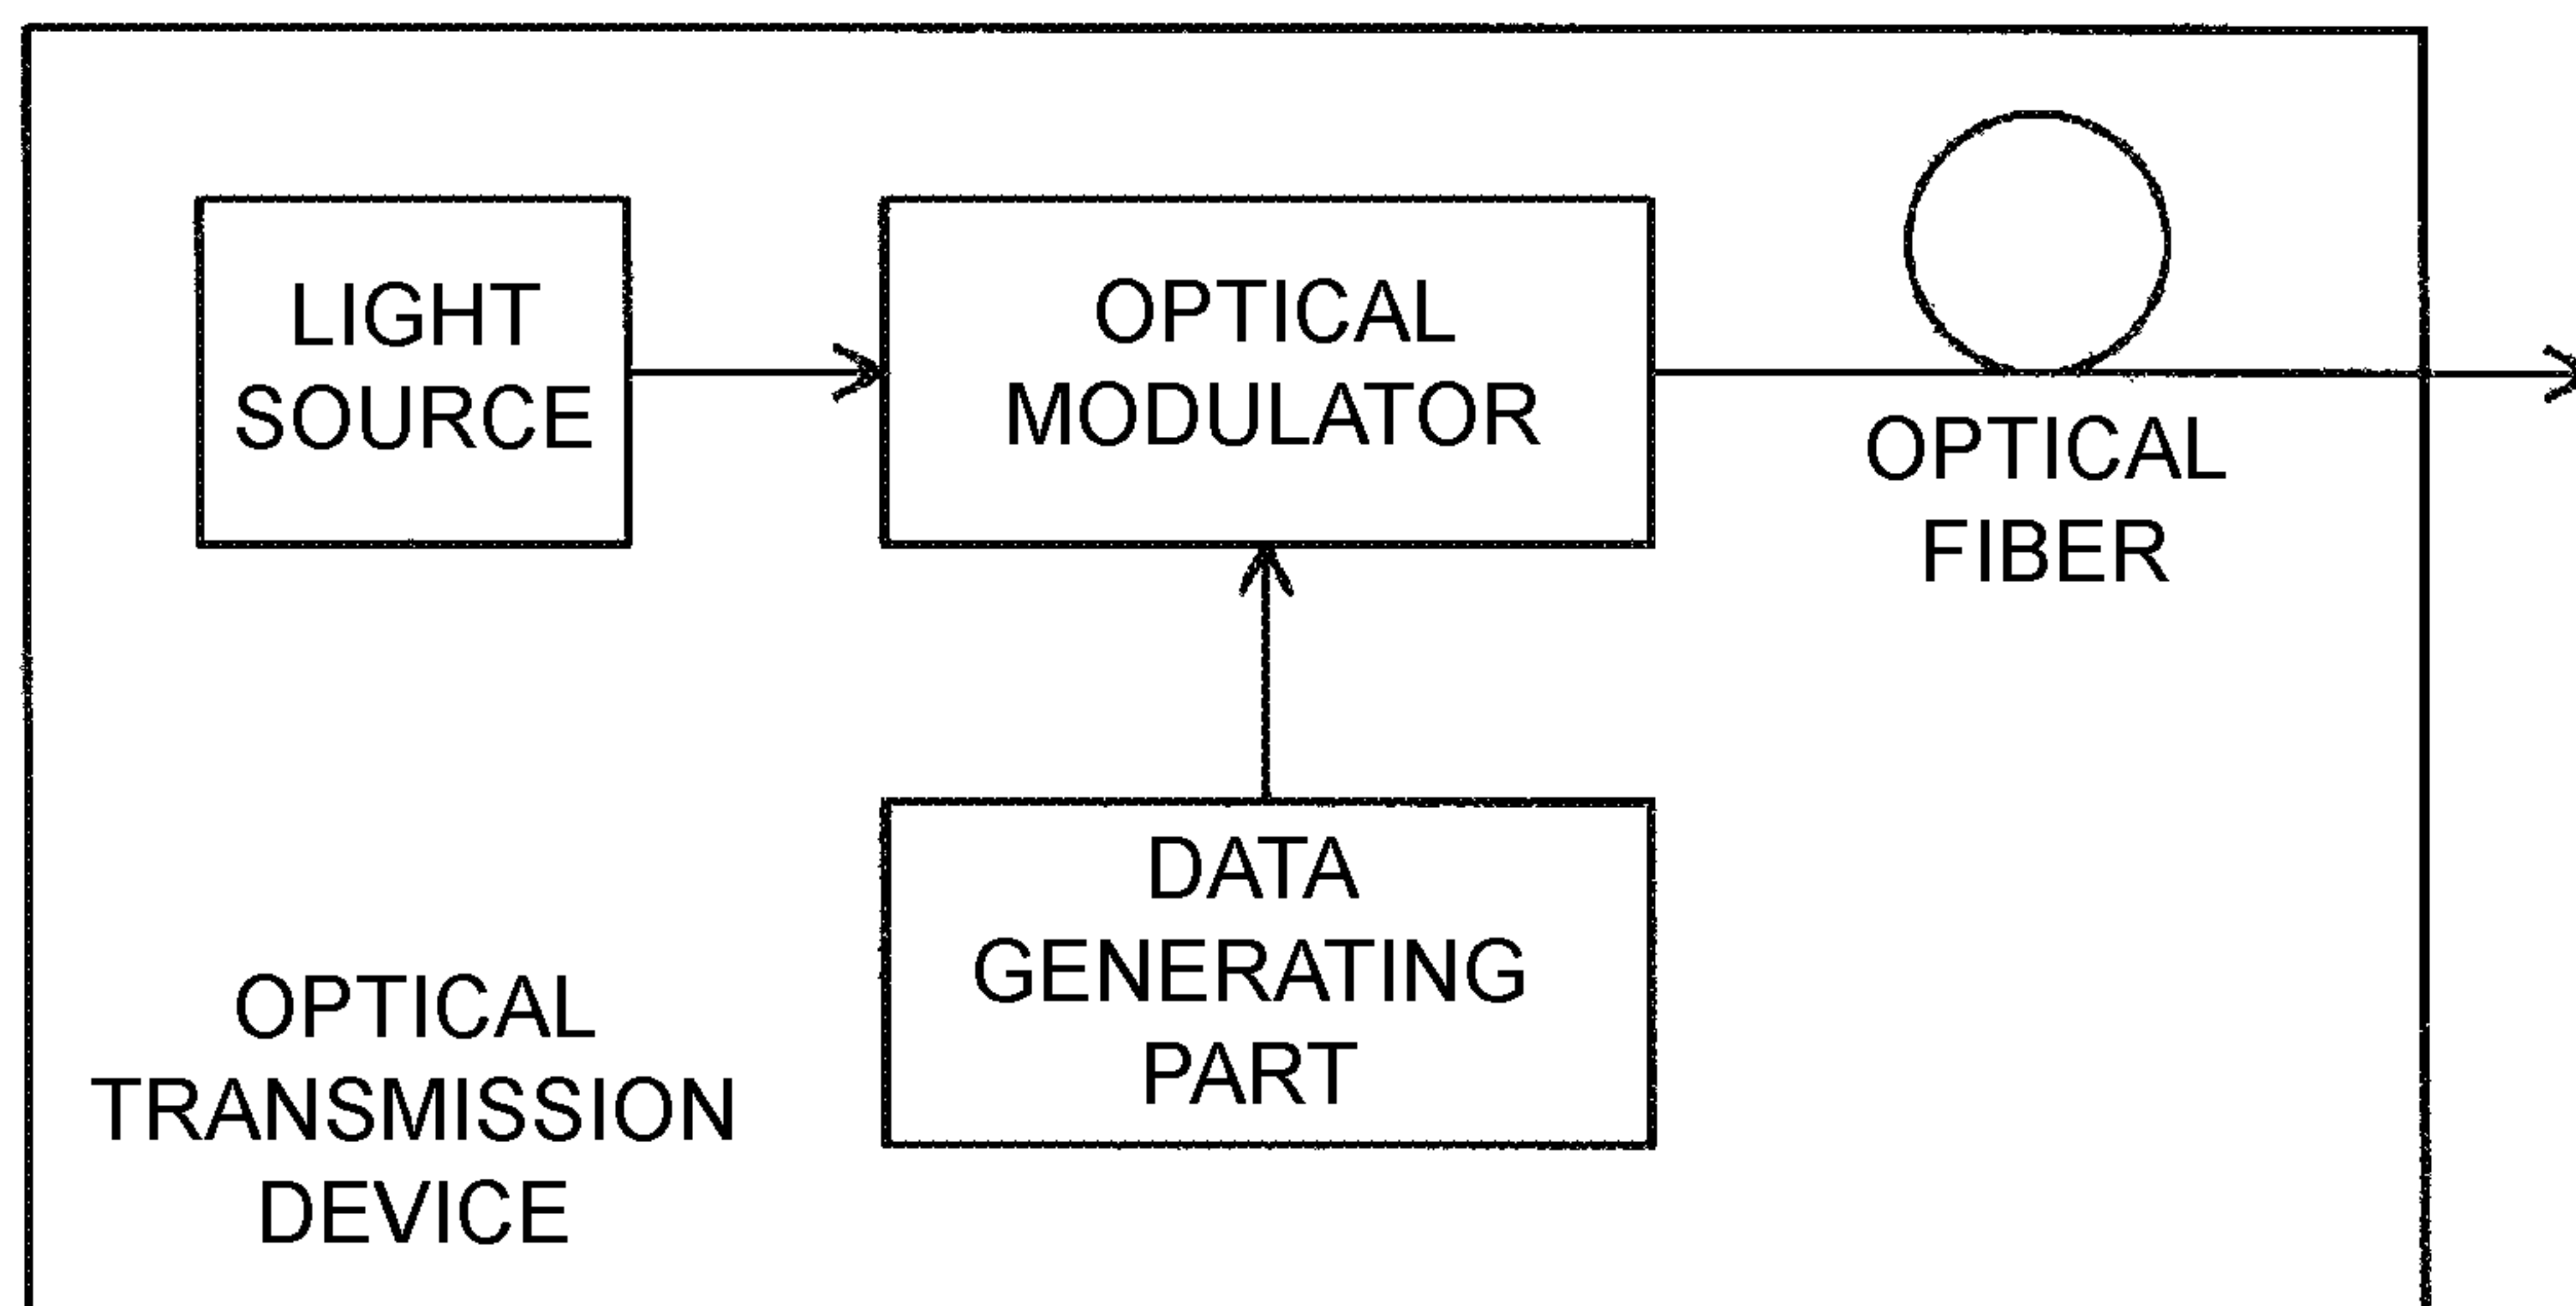 LIGHT
SOURCE
OPTICAL
MODULATOR
OPTICAL
FIBER
DATA
GENERATING
PART
OPTICAL
TRANSMISSION
DEVICE